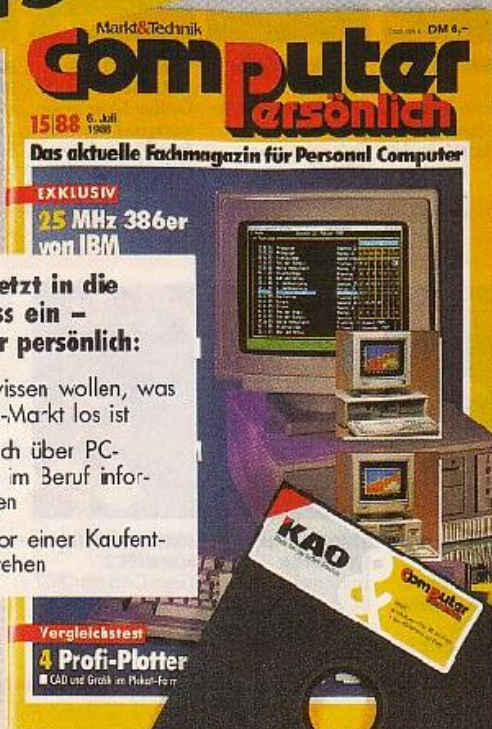 Markt&Technik
DM 6,-
Computer
persönlich
15|88 6. Juli
1988
Das aktuelle Fachmagazin für Personal Computer
EXKLUSIV
25 MHz 386er
von IBM
etzt in die
ss ein –
r persönlich:
wissen wollen, was
-Markt los ist
ch über PC-
im Beruf infor-
en
or einer Kaufent-
ehen
KAO
&
Computer
persönlich
Vergleichstest
4 Profi-Plotter
CAD und Grafik im Plakat-Form